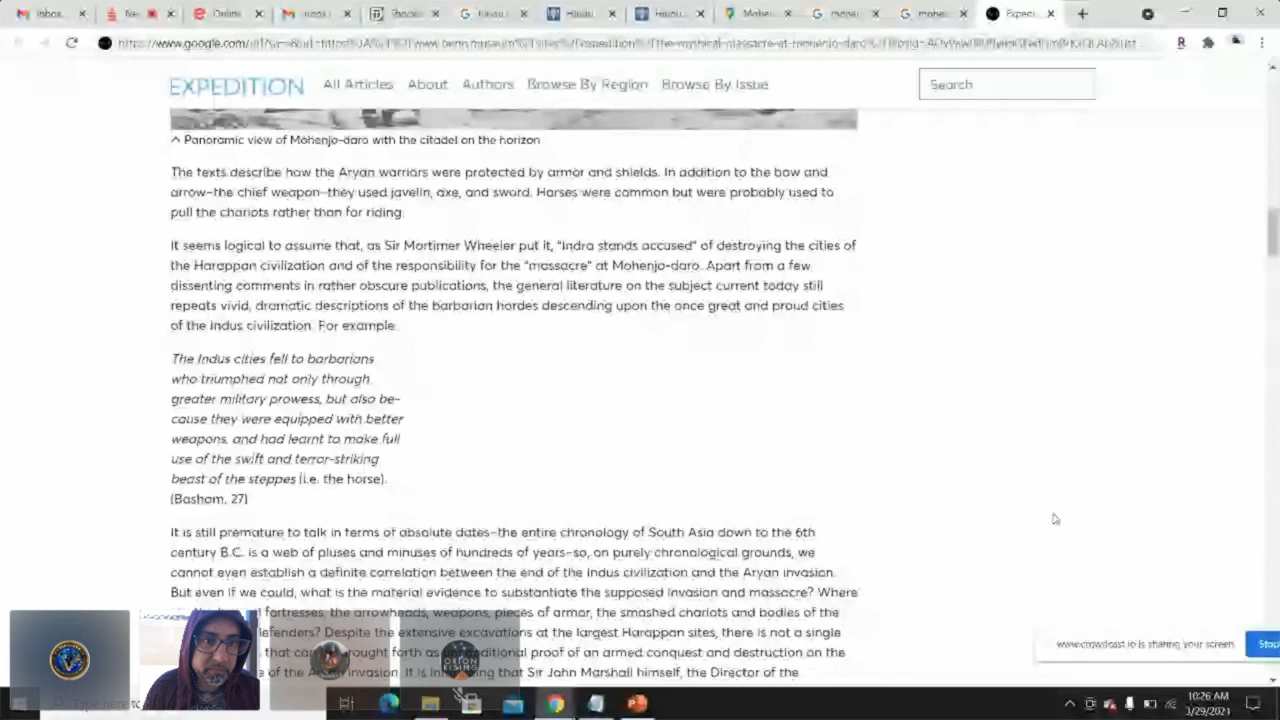 Inbox
https://www.google.com/
EXPEDITION All Articles About Authors Browse By Region Browse By Issue Search
^ Panoramic view of Mohenjo-daro with the citadel on the horizon
The texts describe how the Aryan warriors were protected by armor and shields. In addition to the bow and
arrow—the chief weapon—they used javelin, axe, and sword. Horses were common but were probably used to
pull the chariots rather than for riding.
It seems logical to assume that, as Sir Mortimer Wheeler put it, "Indra stands accused" of destroying the cities of
the Harappan civilization and of the responsibility for the "massacre" at Mohenjo-daro. Apart from a few
dissenting comments in rather obscure publications, the general literature on the subject current today still
repeats vivid, dramatic descriptions of the barbarian hordes descending upon the once great and proud cities
of the Indus civilization. For example:
The Indus cities fell to barbarians
who triumphed not only through
greater military prowess, but also be-
cause they were equipped with better
weapons, and had learnt to make full
use of the swift and terror-striking
beast of the steppes (i.e. the horse).
(Basham, 27)
It is still premature to talk in terms of absolute dates—the entire chronology of South Asia down to the 6th
century B.C. is a web of pluses and minuses of hundreds of years—so, on purely chronological grounds, we
cannot even establish a definite correlation between the end of the Indus civilization and the Aryan invasion.
But even if we could, what is the material evidence to substantiate the supposed invasion and massacre? Where
fortresses, the arrowheads, weapons, pieces of armor, the smashed chariots and bodies of the
defenders? Despite the extensive excavations at the largest Harappan sites, there is not a single
that can brought forth as unconditional proof of an armed conquest and destruction on the
of the Aryan invasion. It is interesting that Sir John Marshall himself, the Director of the
www.crowdcast.io is sharing your screen. Stop
ORION RISING
Type here to
10:26 AM
3/29/2021